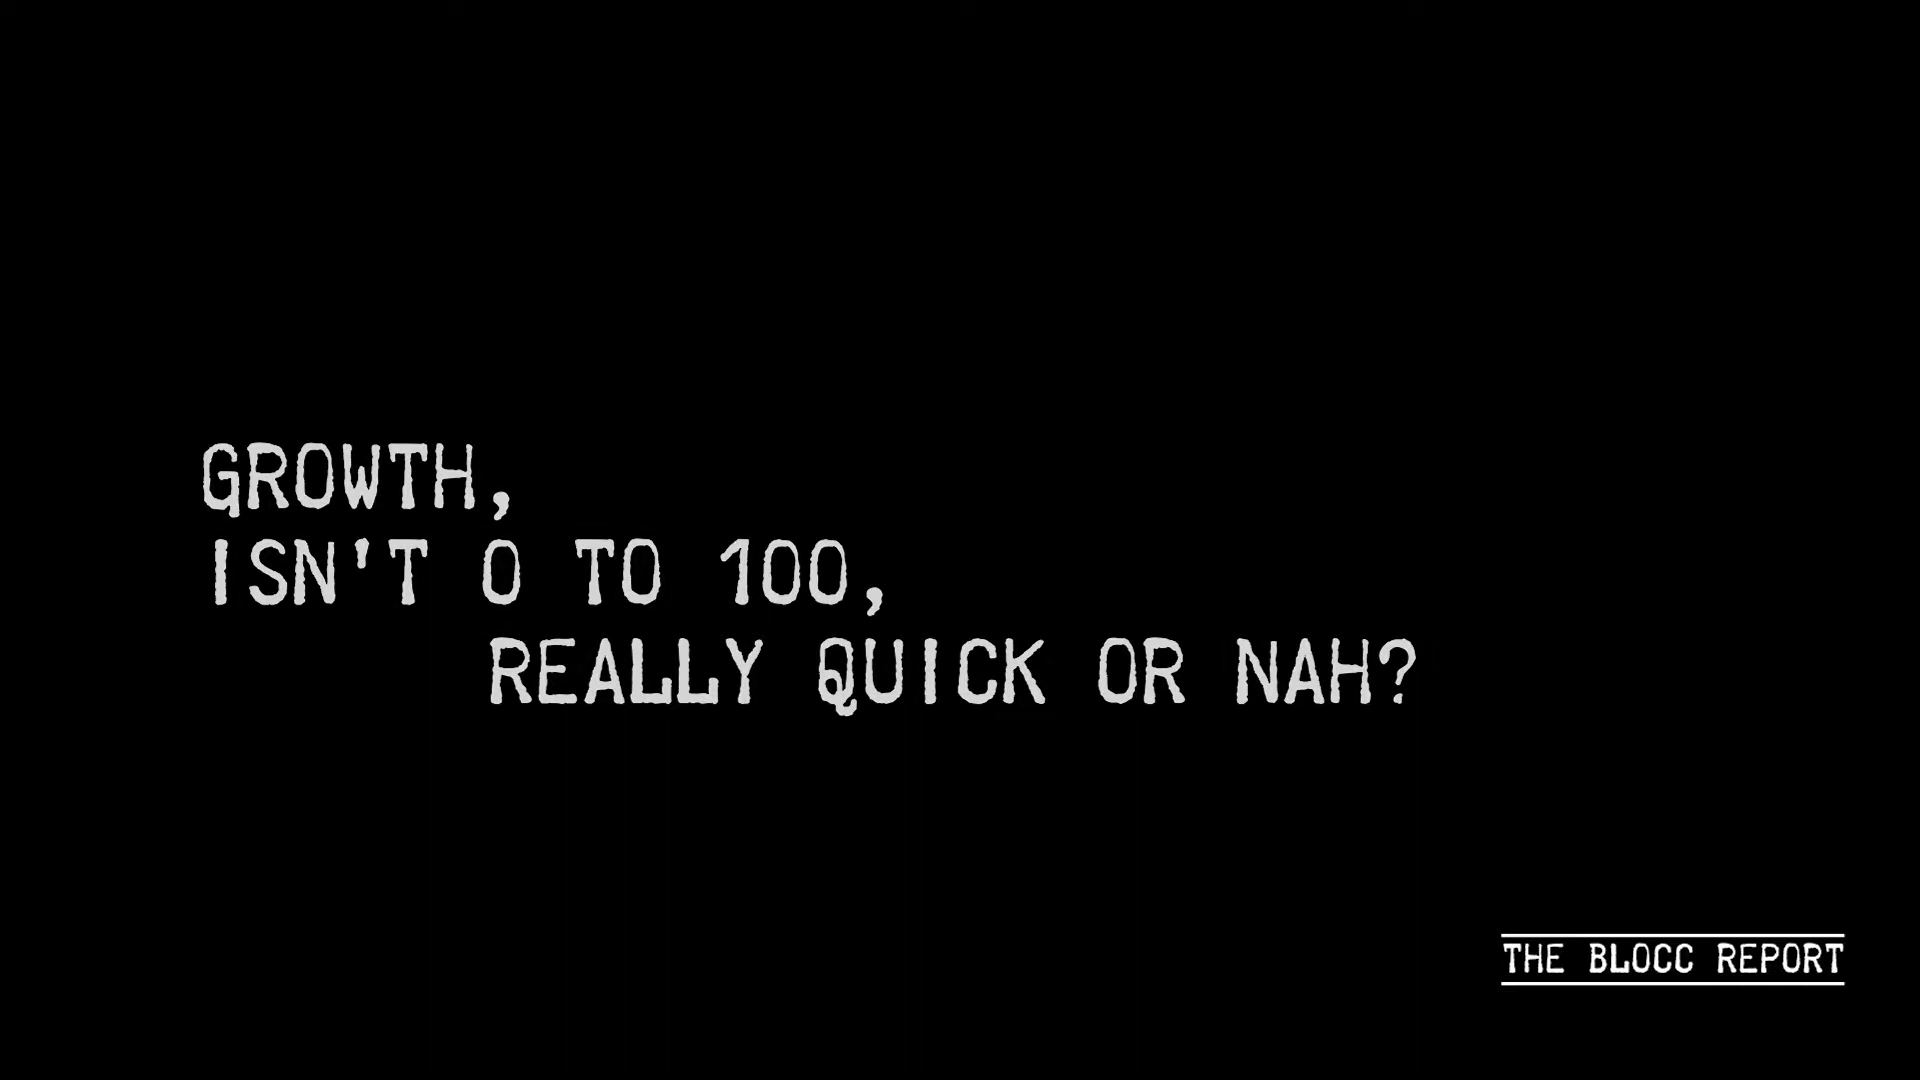 GROWTH,
ISN'T 0 TO 100,
REALLY QUICK OR NAH?
THE BLOCC REPORT